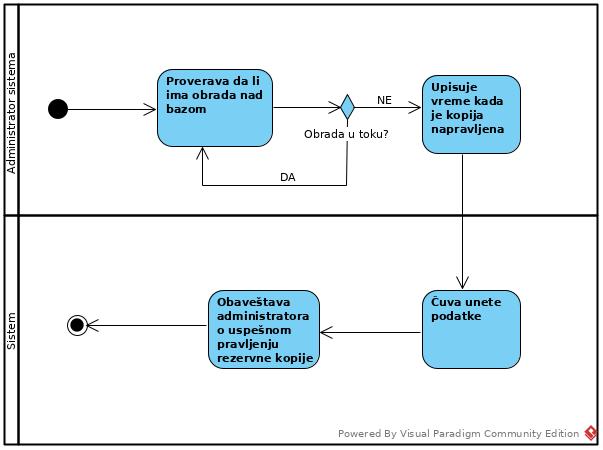 Administrator sistema
Proverava da li
ima obrada nad
bazom
Obrada u toku?
NE
DA
Upisuje
vreme kada
je kopija
napravljena
Sistem
Obaveštava
administratora
o uspešnom
pravljenju
rezervne kopije
Čuva unete
podatke
Powered By Visual Paradigm Community Edition